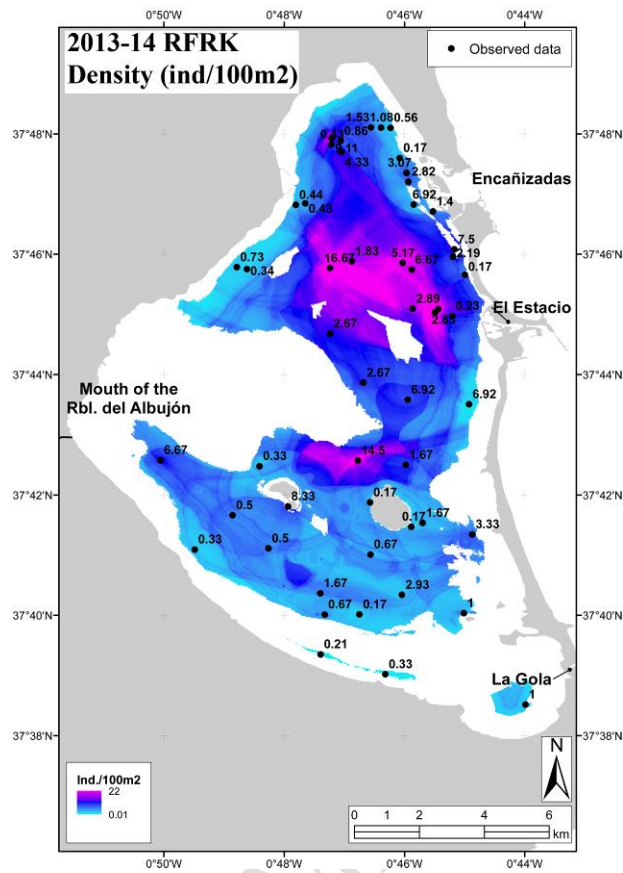 0°50'W 0°48'W 0°46'W 0°44'W
2013-14 RFRK
Density (ind/100m2)
Observed data
37°48'N 37°48'N
1.53 1.08 0.56
0.86
4.33
0.17
3.07
2.82
Encañizadas
0.44
0.43
6.92
1.4
37°46'N 37°46'N
7.5
2.19
0.17
0.73
0.34
16.67
1.83
5.17
6.67
2.89
2.83
0.23
El Estacio
2.67
37°44'N 37°44'N
2.67
6.92
6.92
Mouth of the
Rbl. del Albujón
6.67
0.33
14.5
1.67
37°42'N 37°42'N
0.5
8.33
0.17
0.17
1.67
3.33
0.33
0.5
0.67
37°40'N 37°40'N
1.67
2.93
0.67
0.17
1
0.21
0.33
La Gola
1
37°38'N 37°38'N
Ind./100m2
22
0.01
N
0 1 2 4 6
km
0°50'W 0°48'W 0°46'W 0°44'W